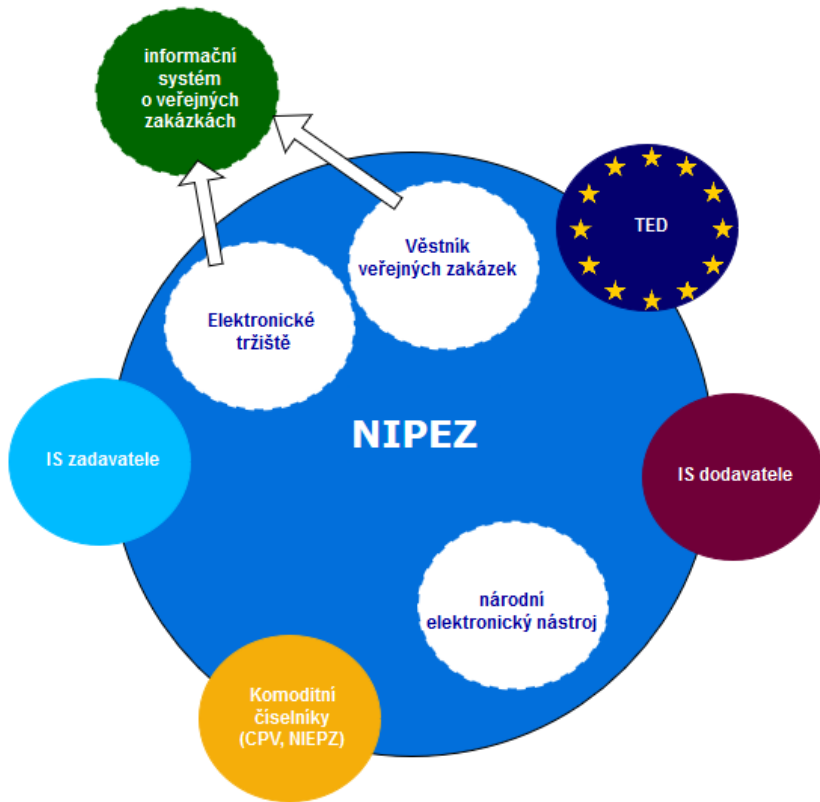 informační
systém
o veřejných
zakázkách
TED
Věstník
veřejných zakázek
Elektronické
tržiště
NIPEZ
IS zadavatele
IS dodavatele
národní
elektronický nástroj
Komoditní
číselníky
(CPV, NIEPZ)